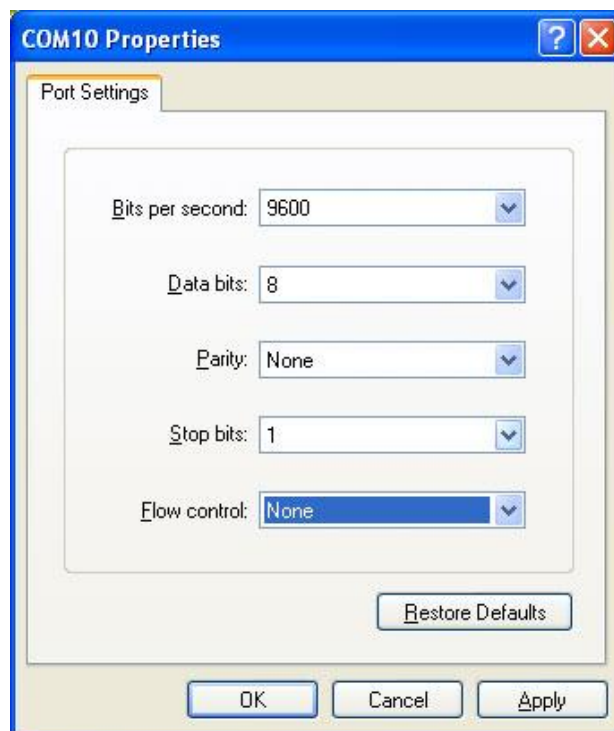 COM10 Properties
Port Settings
Bits per second: 9600
Data bits: 8
Parity: None
Stop bits: 1
Flow control: None
Restore Defaults
OK Cancel Apply